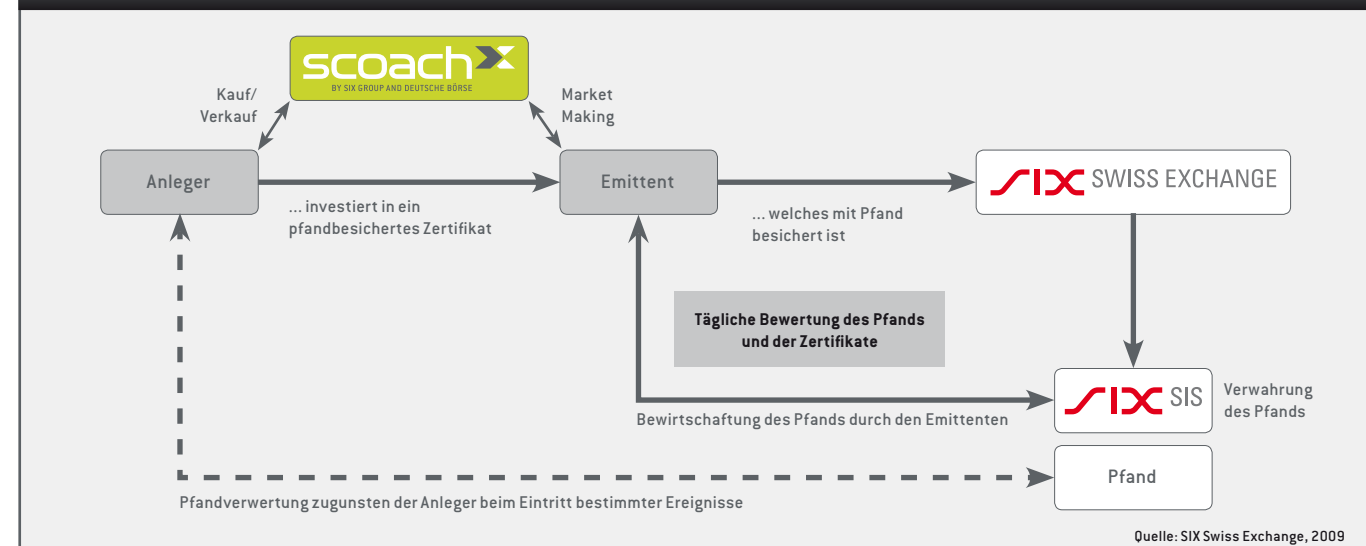 scoach
BY SIX GROUP AND DEUTSCHE BÖRSE
Kauf/
Verkauf
Market
Making
Anleger
Emittent
SIX SWISS EXCHANGE
... investiert in ein
pfandbesichertes Zertifikat
... welches mit Pfand
besichert ist
Tägliche Bewertung des Pfands
und der Zertifikate
SIX SIS
Verwahrung
des Pfands
Bewirtschaftung des Pfands durch den Emittenten
Pfand
Pfandverwertung zugunsten der Anleger beim Eintritt bestimmter Ereignisse
Quelle: SIX Swiss Exchange, 2009